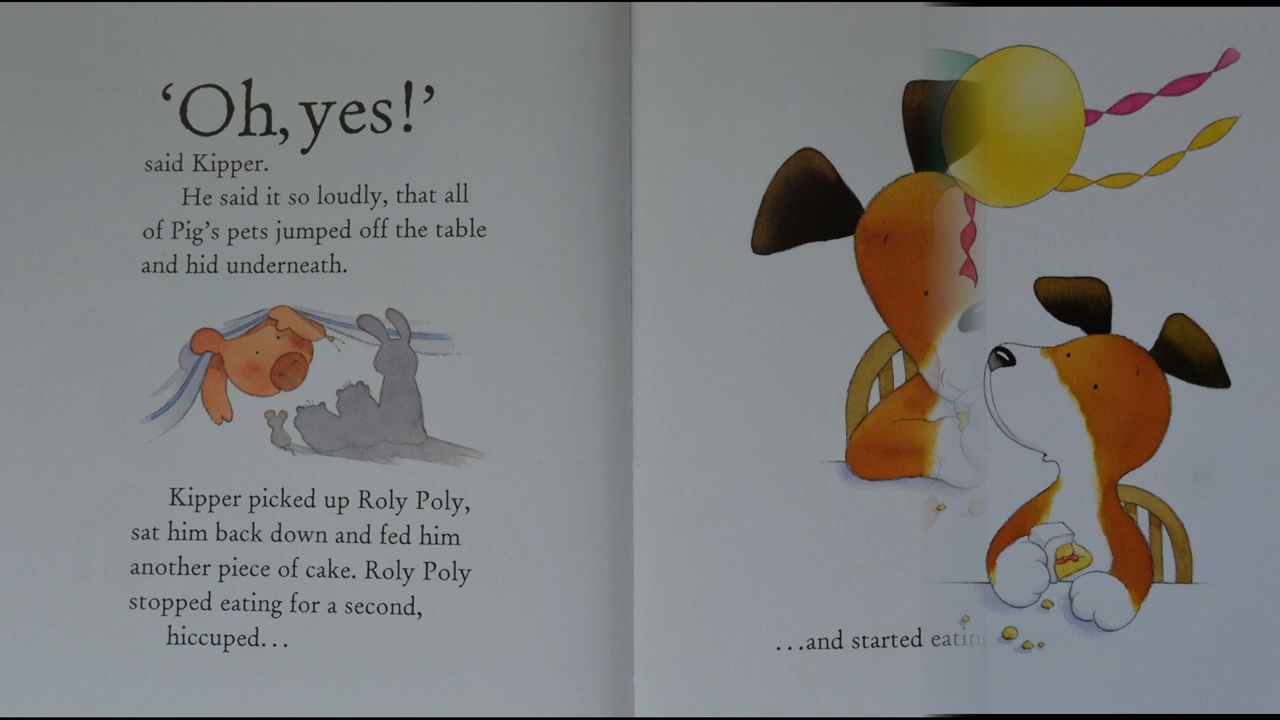 ‘Oh, yes!’
said Kipper.
He said it so loudly, that all
of Pig’s pets jumped off the table
and hid underneath.
Kipper picked up Roly Poly,
sat him back down and fed him
another piece of cake. Roly Poly
stopped eating for a second,
hiccuped...
...and started eatin